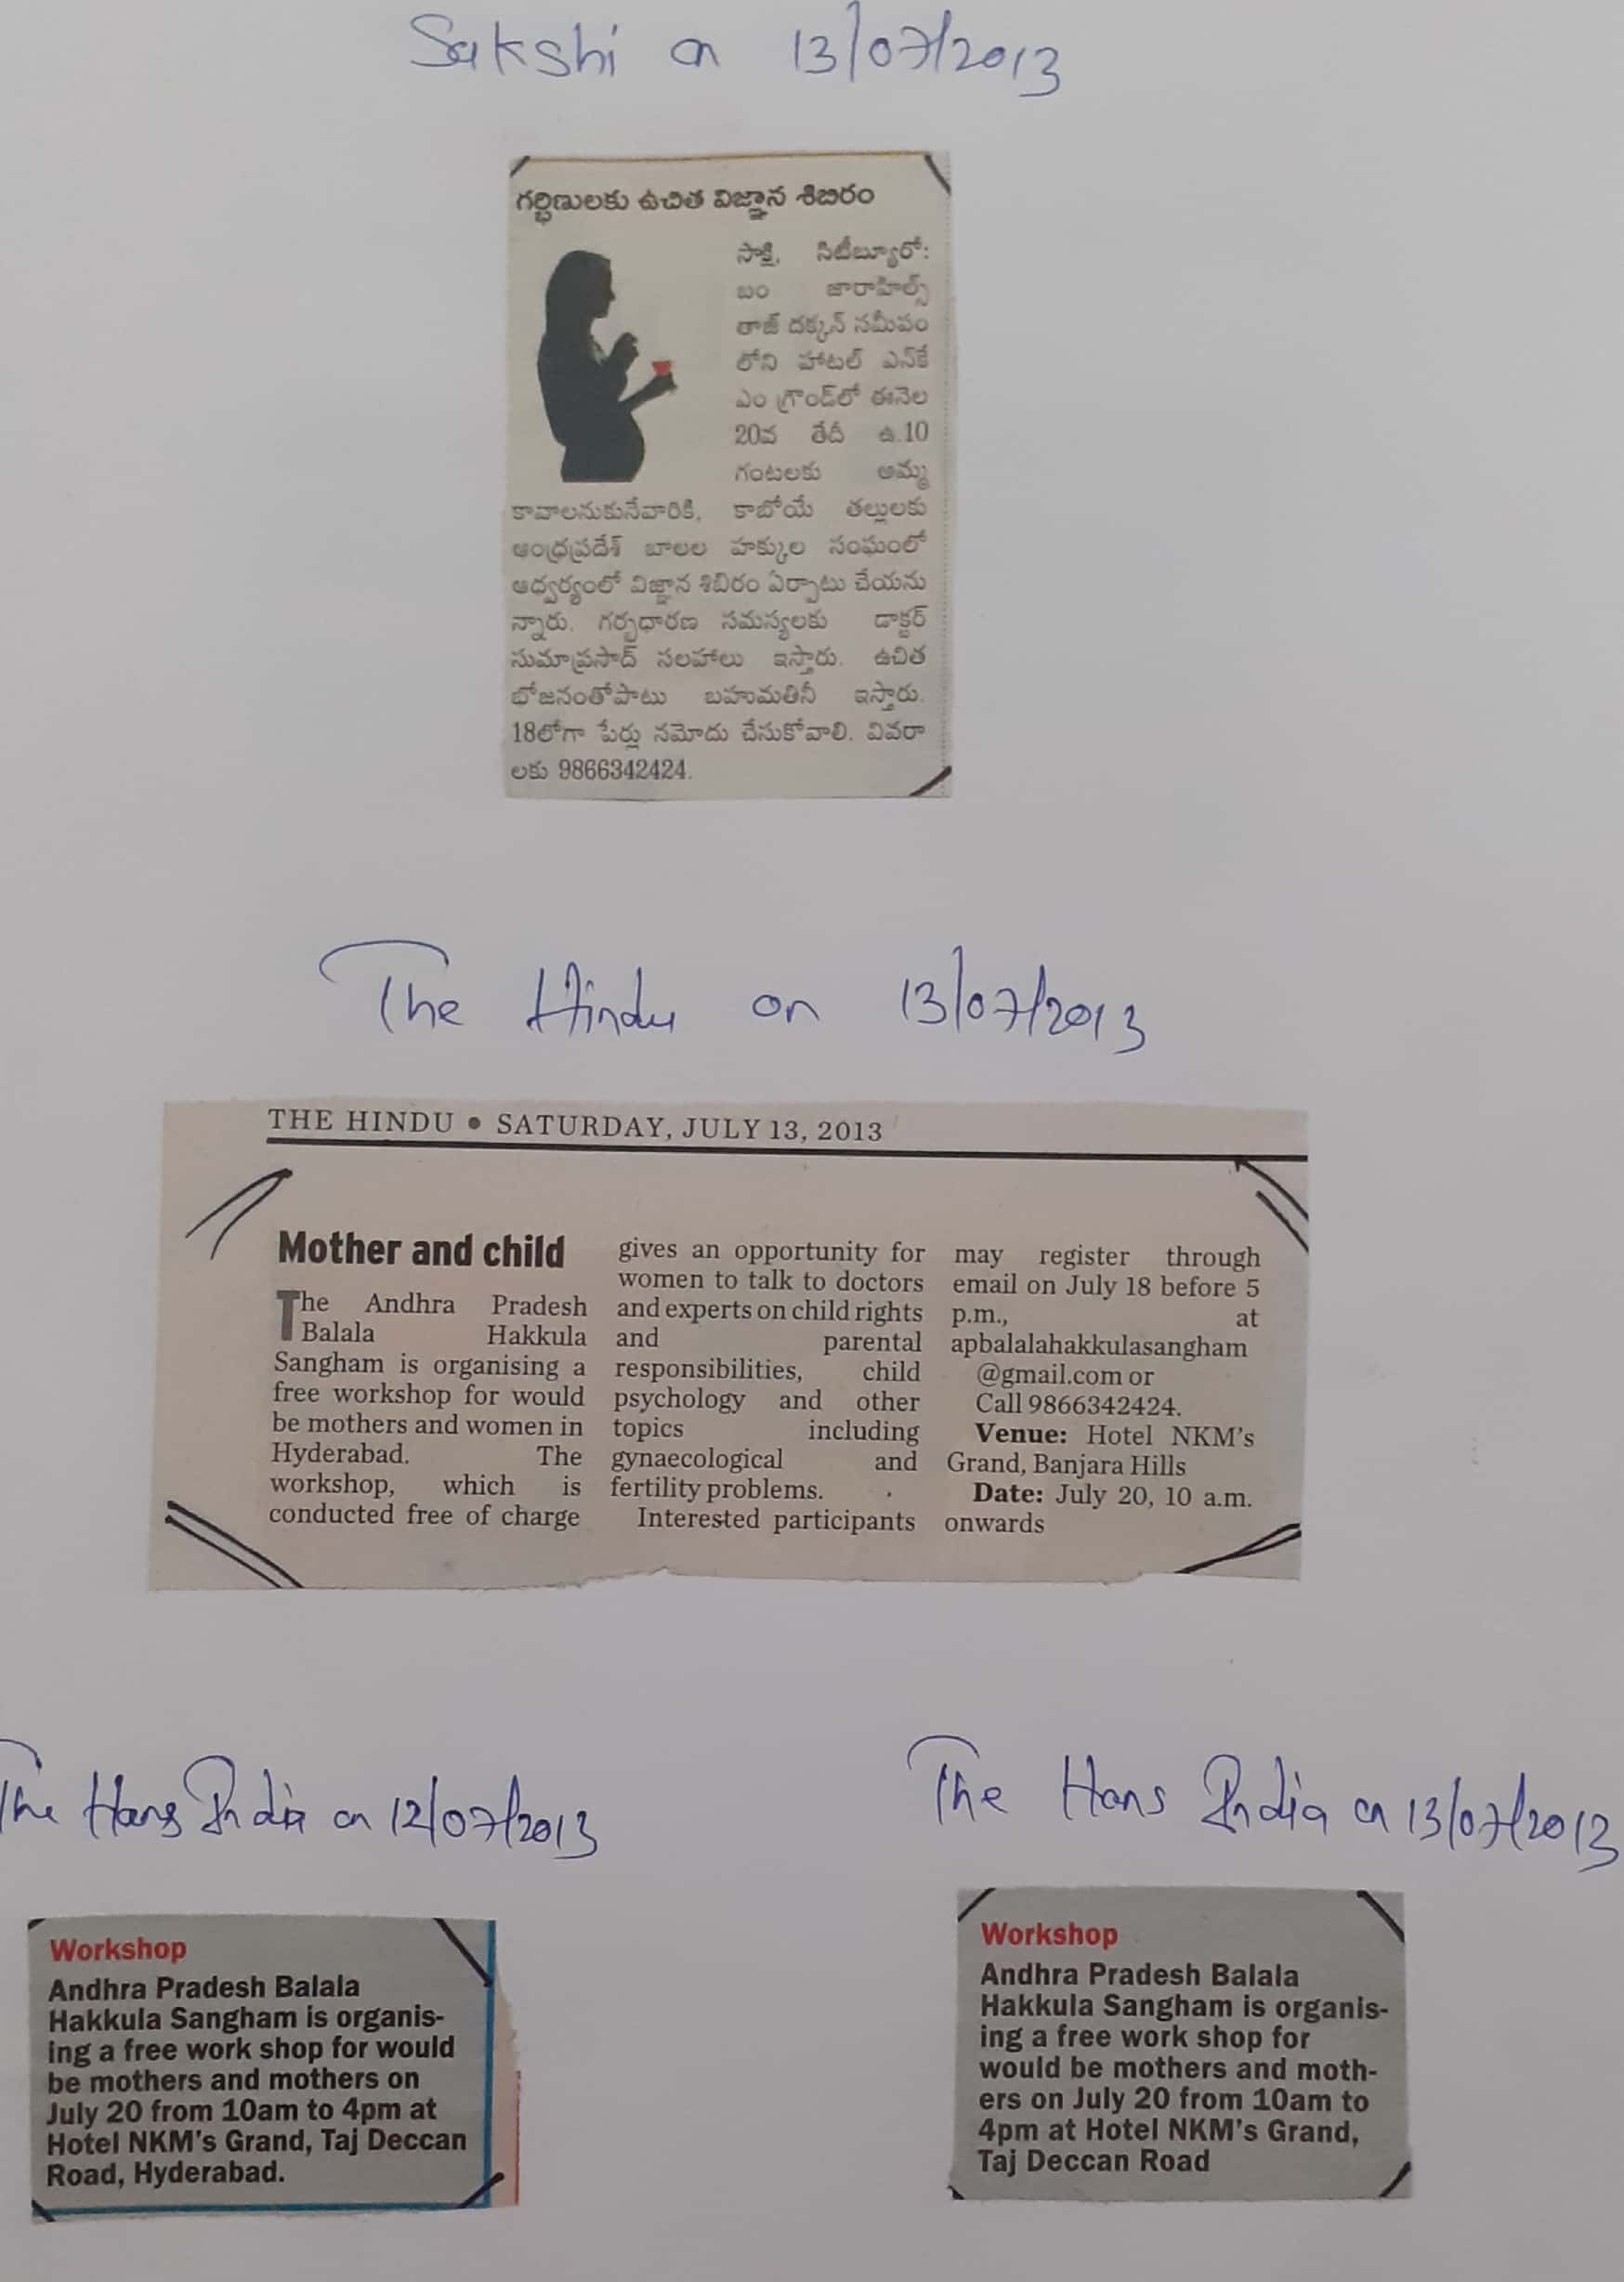 Sakshi on 13/07/2013
గర్భిణులకు ఉచిత విజ్ఞాన శిబిరం
సాక్షి, సిటీబ్యూరో:
బం జారాహిల్స్
తాజ్ దక్కన్ సమీపం
లోని హాటల్ ఎన్‌కే
ఎం గ్రౌండ్‌లో ఈనెల
20వ తేదీ ఉ.10
గంటలకు అమ్మ
కావాలనుకునేవారికి, కాబోయే తల్లులకు
ఆంధ్రప్రదేశ్ బాలల హక్కుల సంఘంలో
ఆధ్వర్యంలో విజ్ఞాన శిబిరం ఏర్పాటు చేయను
న్నారు. గర్భధారణ సమస్యలకు డాక్టర్
సుమాప్రసాద్ సలహాలు ఇస్తారు. ఉచిత
భోజనంతోపాటు బహుమతినీ ఇస్తారు.
18లోగా పేర్లు నమోదు చేసుకోవాలి. వివరా
లకు 9866342424.
The Hindu on 13/07/2013
THE HINDU • SATURDAY, JULY 13, 2013
Mother and child
The Andhra Pradesh
Balala Hakkula
Sangham is organising a
free workshop for would
be mothers and women in
Hyderabad. The
workshop, which is
conducted free of charge
gives an opportunity for
women to talk to doctors
and experts on child rights
and parental
responsibilities, child
psychology and other
topics including
gynaecological and
fertility problems.
Interested participants
may register through
email on July 18 before 5
p.m., at
apbalalahakkulasangham
@gmail.com or
Call 9866342424.
Venue: Hotel NKM's
Grand, Banjara Hills
Date: July 20, 10 a.m.
onwards
The Hans India on 12/07/2013
Workshop
Andhra Pradesh Balala
Hakkula Sangham is organis-
ing a free work shop for would
be mothers and mothers on
July 20 from 10am to 4pm at
Hotel NKM's Grand, Taj Deccan
Road, Hyderabad.
The Hans India on 13/07/2013
Workshop
Andhra Pradesh Balala
Hakkula Sangham is organis-
ing a free work shop for
would be mothers and moth-
ers on July 20 from 10am to
4pm at Hotel NKM's Grand,
Taj Deccan Road